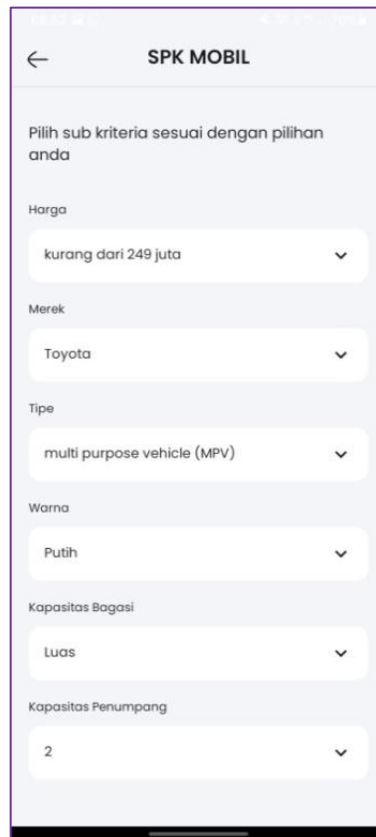 SPK MOBIL
Pilih sub kriteria sesuai dengan pilihan
anda
Harga
kurang dari 249 juta
Merek
Toyota
Tipe
multi purpose vehicle (MPV)
Warna
Putih
Kapasitas Bagasi
Luas
Kapasitas Penumpang
2